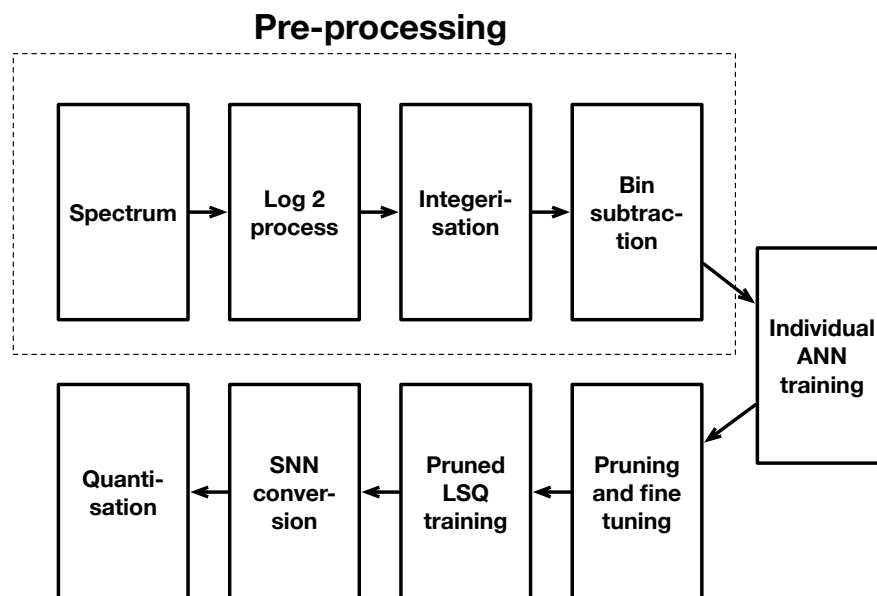 Pre-processing
Spectrum
Log 2
process
Integeri-
sation
Bin
subtrac-
tion
Individual
ANN
training
Pruning
and fine
tuning
Pruned
LSQ
training
SNN
conver-
sion
Quanti-
sation